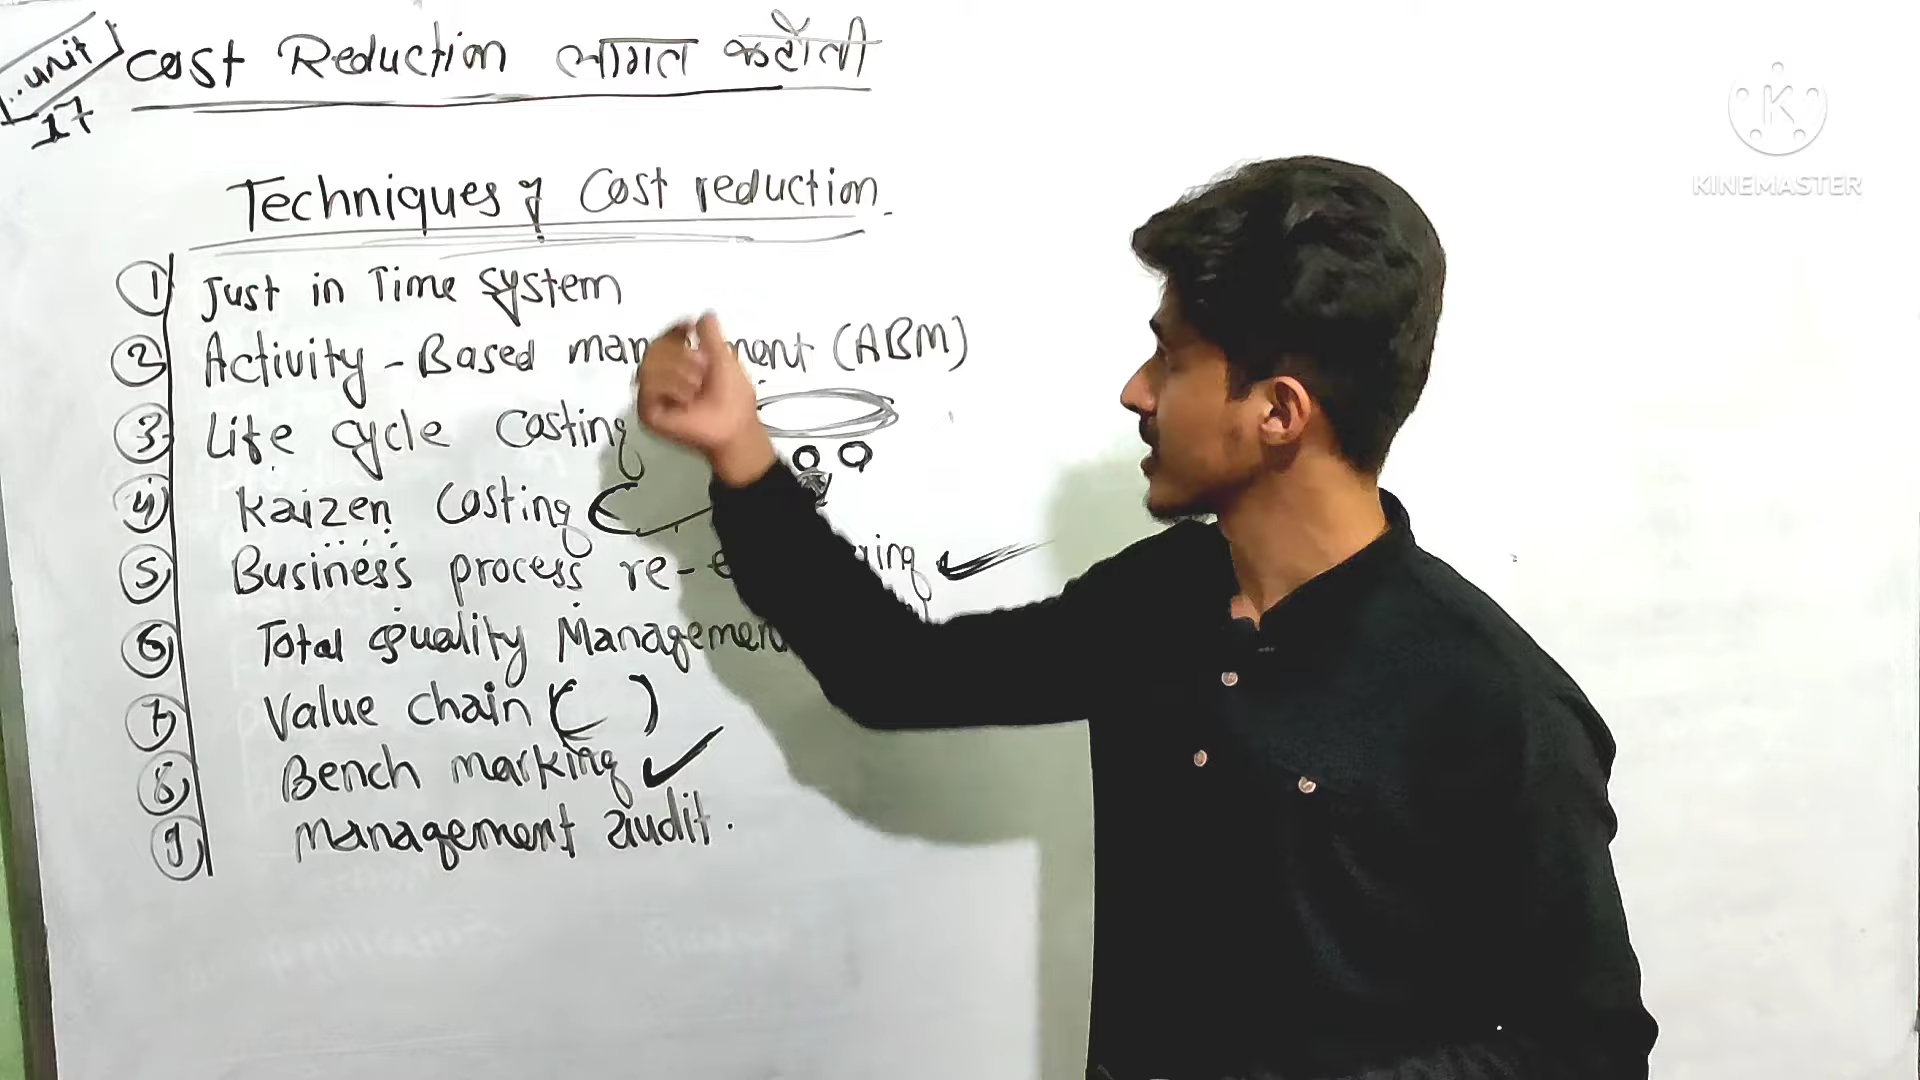 unit
17
Cost Reduction लागत कटौती
Techniques of Cost reduction.
① Just in Time system
② Activity - Based (ABM)
③ Life cycle Costing
④ Kaizen Costing (
⑤ Business process re-
⑥ Total Quality Managemen
⑦ Value chain ( )
⑧ Bench marking ✓
⑨ management audit.
K
KINEMASTER